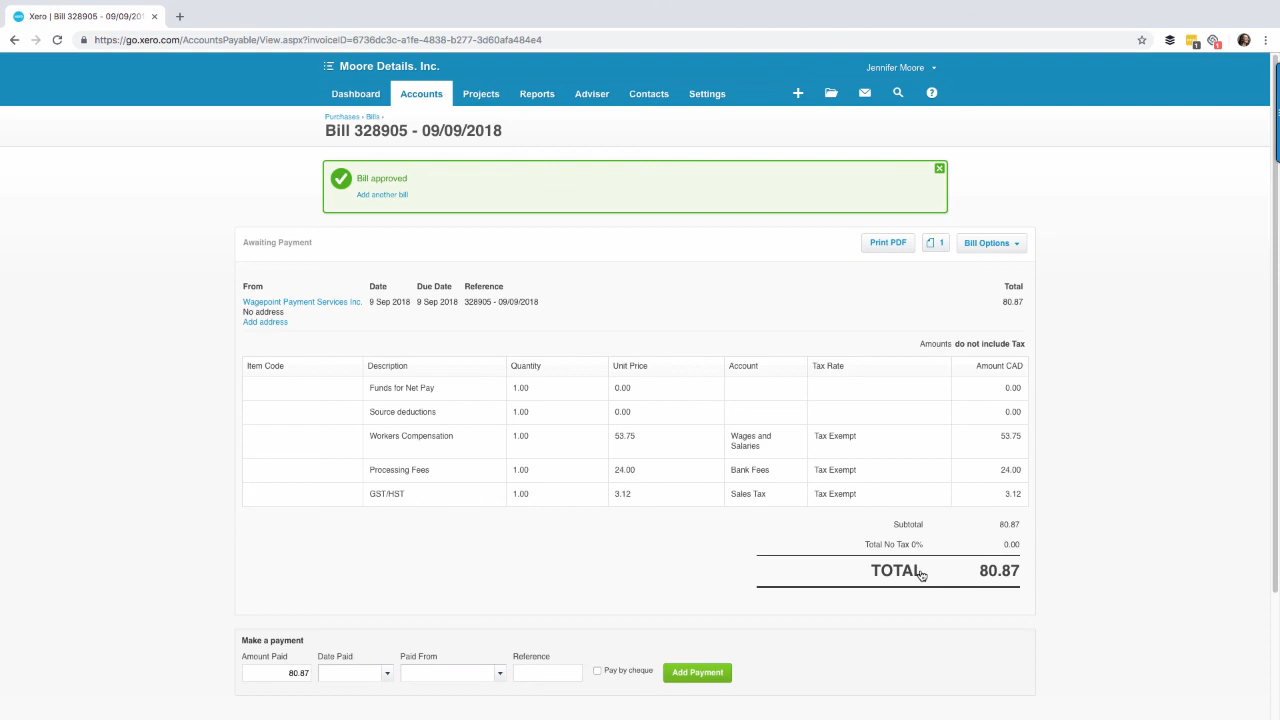 Xero | Bill 328905 - 09/09/201
https://go.xero.com/AccountsPayable/View.aspx?invoiceID=6736dc3c-a1fe-4838-b277-3d60afa484e4
1
1
Moore Details. Inc.
Jennifer Moore
Dashboard Accounts Projects Reports Adviser Contacts Settings
Purchases › Bills ›
Bill 328905 - 09/09/2018
Bill approved
Add another bill
Awaiting Payment
Print PDF 1 Bill Options
From Date Due Date Reference Total
Wagepoint Payment Services Inc. 9 Sep 2018 9 Sep 2018 328905 - 09/09/2018 80.87
No address
Add address
Amounts do not include Tax
Item Code Description Quantity Unit Price Account Tax Rate Amount CAD
Funds for Net Pay 1.00 0.00 0.00
Source deductions 1.00 0.00 0.00
Workers Compensation 1.00 53.75 Wages and Tax Exempt 53.75
Salaries
Processing Fees 1.00 24.00 Bank Fees Tax Exempt 24.00
GST/HST 1.00 3.12 Sales Tax Tax Exempt 3.12
Subtotal 80.87
Total No Tax 0% 0.00
TOTAL 80.87
Make a payment
Amount Paid Date Paid Paid From Reference
80.87 Pay by cheque Add Payment